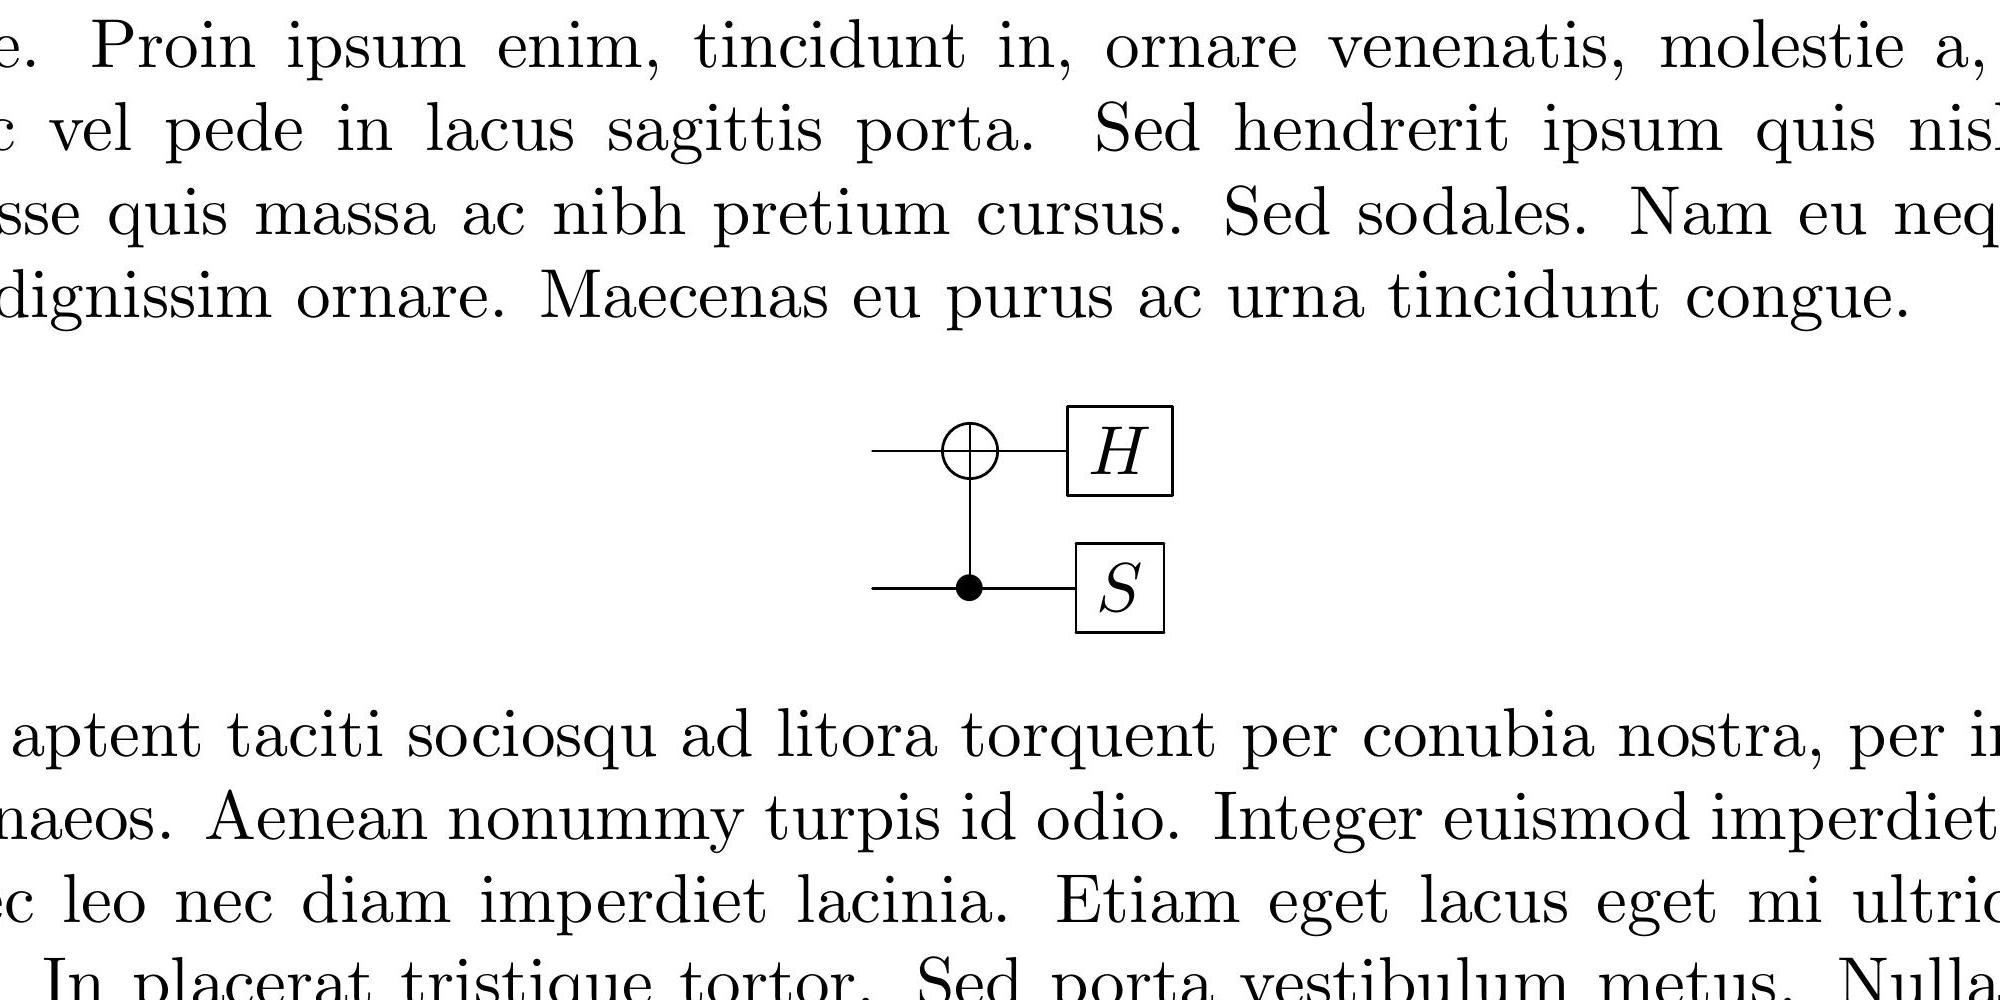 e. Proin ipsum enim, tincidunt in, ornare venenatis, molestie a,
c vel pede in lacus sagittis porta. Sed hendrerit ipsum quis nisl
sse quis massa ac nibh pretium cursus. Sed sodales. Nam eu neq
dignissim ornare. Maecenas eu purus ac urna tincidunt congue.
H
S
aptent taciti sociosqu ad litora torquent per conubia nostra, per in
naeos. Aenean nonummy turpis id odio. Integer euismod imperdiet
ec leo nec diam imperdiet lacinia. Etiam eget lacus eget mi ultric
In placerat tristique tortor. Sed porta vestibulum metus. Nulla